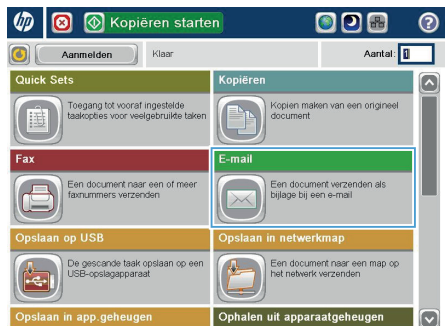 hp
Kopiëren starten
?
Aanmelden
Klaar
Aantal: 1
Quick Sets
Toegang tot vooraf ingestelde
taakopties voor veelgebruikte taken
Kopiëren
Kopien maken van een origineel
document
Fax
Een document naar een of meer
faxnummers verzenden
E-mail
Een document verzenden als
bijlage bij een e-mail
Opslaan op USB
De gescande taak opslaan op een
USB-opslagapparaat
Opslaan in netwerkmap
Een document naar een map op
het netwerk verzenden
Opslaan in app.geheugen
Ophalen uit apparaatgeheugen